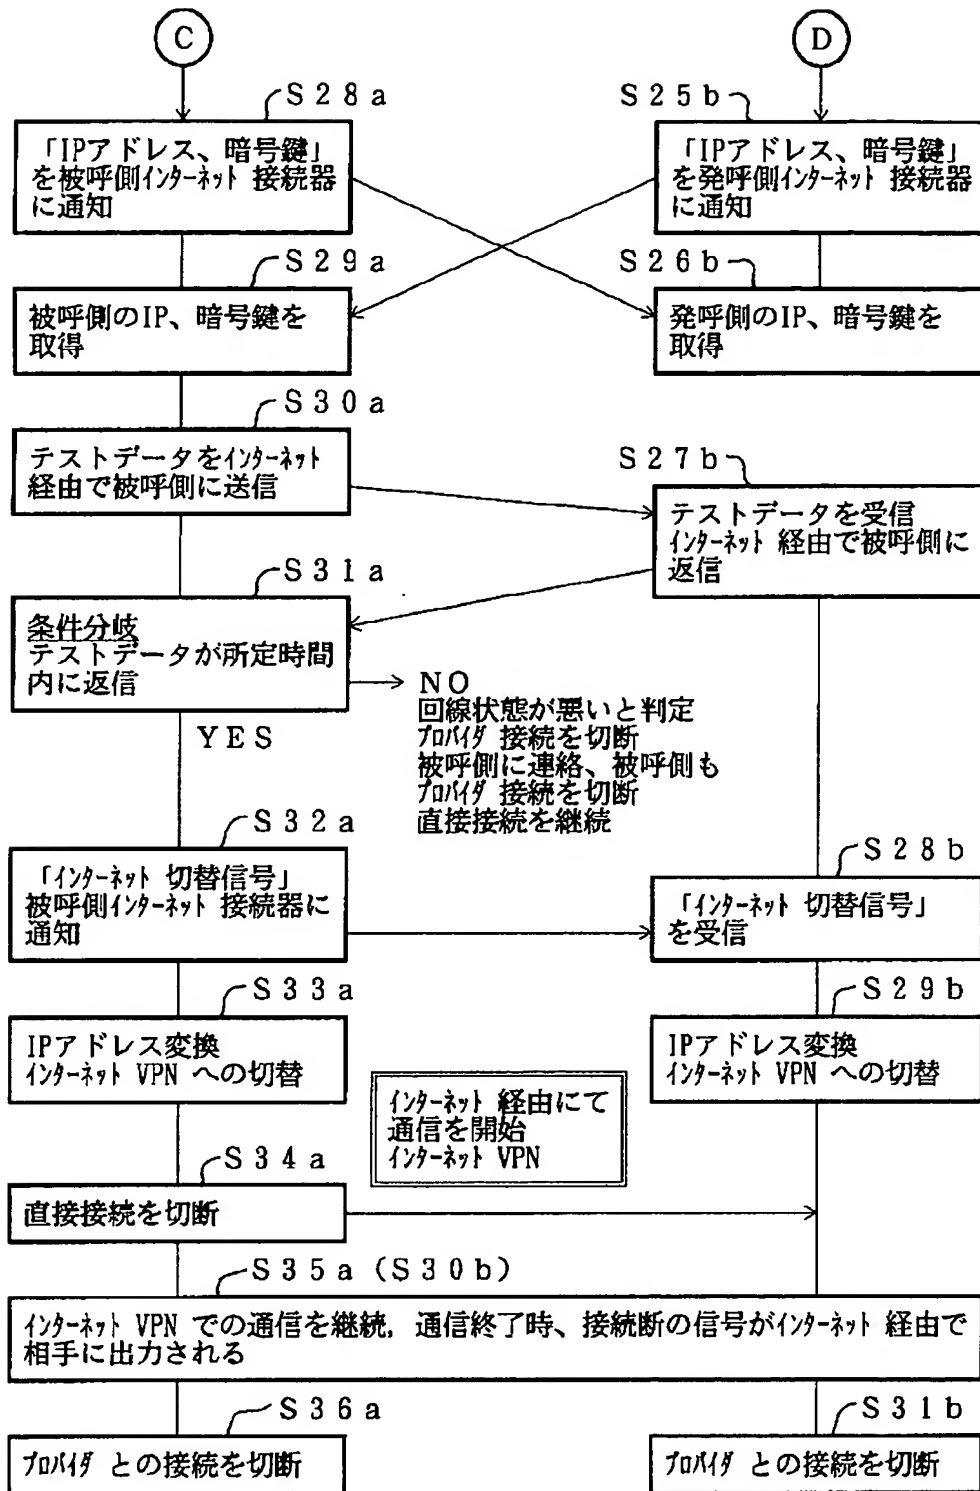 C
D
S28a
S25b
「IPアドレス、暗号鍵」
を被呼側インターネット 接続器
に通知
「IPアドレス、暗号鍵」
を発呼側インターネット 接続器
に通知
S29a
S26b
被呼側のIP、暗号鍵を
取得
発呼側のIP、暗号鍵を
取得
S30a
テストデータをインターネット
経由で被呼側に送信
S27b
テストデータを受信
インターネット 経由で被呼側に
返信
S31a
条件分岐
テストデータが所定時間
内に返信
NO
回線状態が悪いと判定
プロバイダ 接続を切断
被呼側に連絡、被呼側も
プロバイダ 接続を切断
直接接続を継続
YES
S32a
「インターネット 切替信号」
被呼側インターネット 接続器に
通知
S28b
「インターネット 切替信号」
を受信
S33a
IPアドレス変換
インターネット VPN への切替
S29b
IPアドレス変換
インターネット VPN への切替
インターネット 経由にて
通信を開始
インターネット VPN
S34a
直接接続を切断
S35a(S30b)
インターネット VPN での通信を継続, 通信終了時、接続断の信号がインターネット 経由で
相手に出力される
S36a
プロバイダ との接続を切断
S31b
プロバイダ との接続を切断